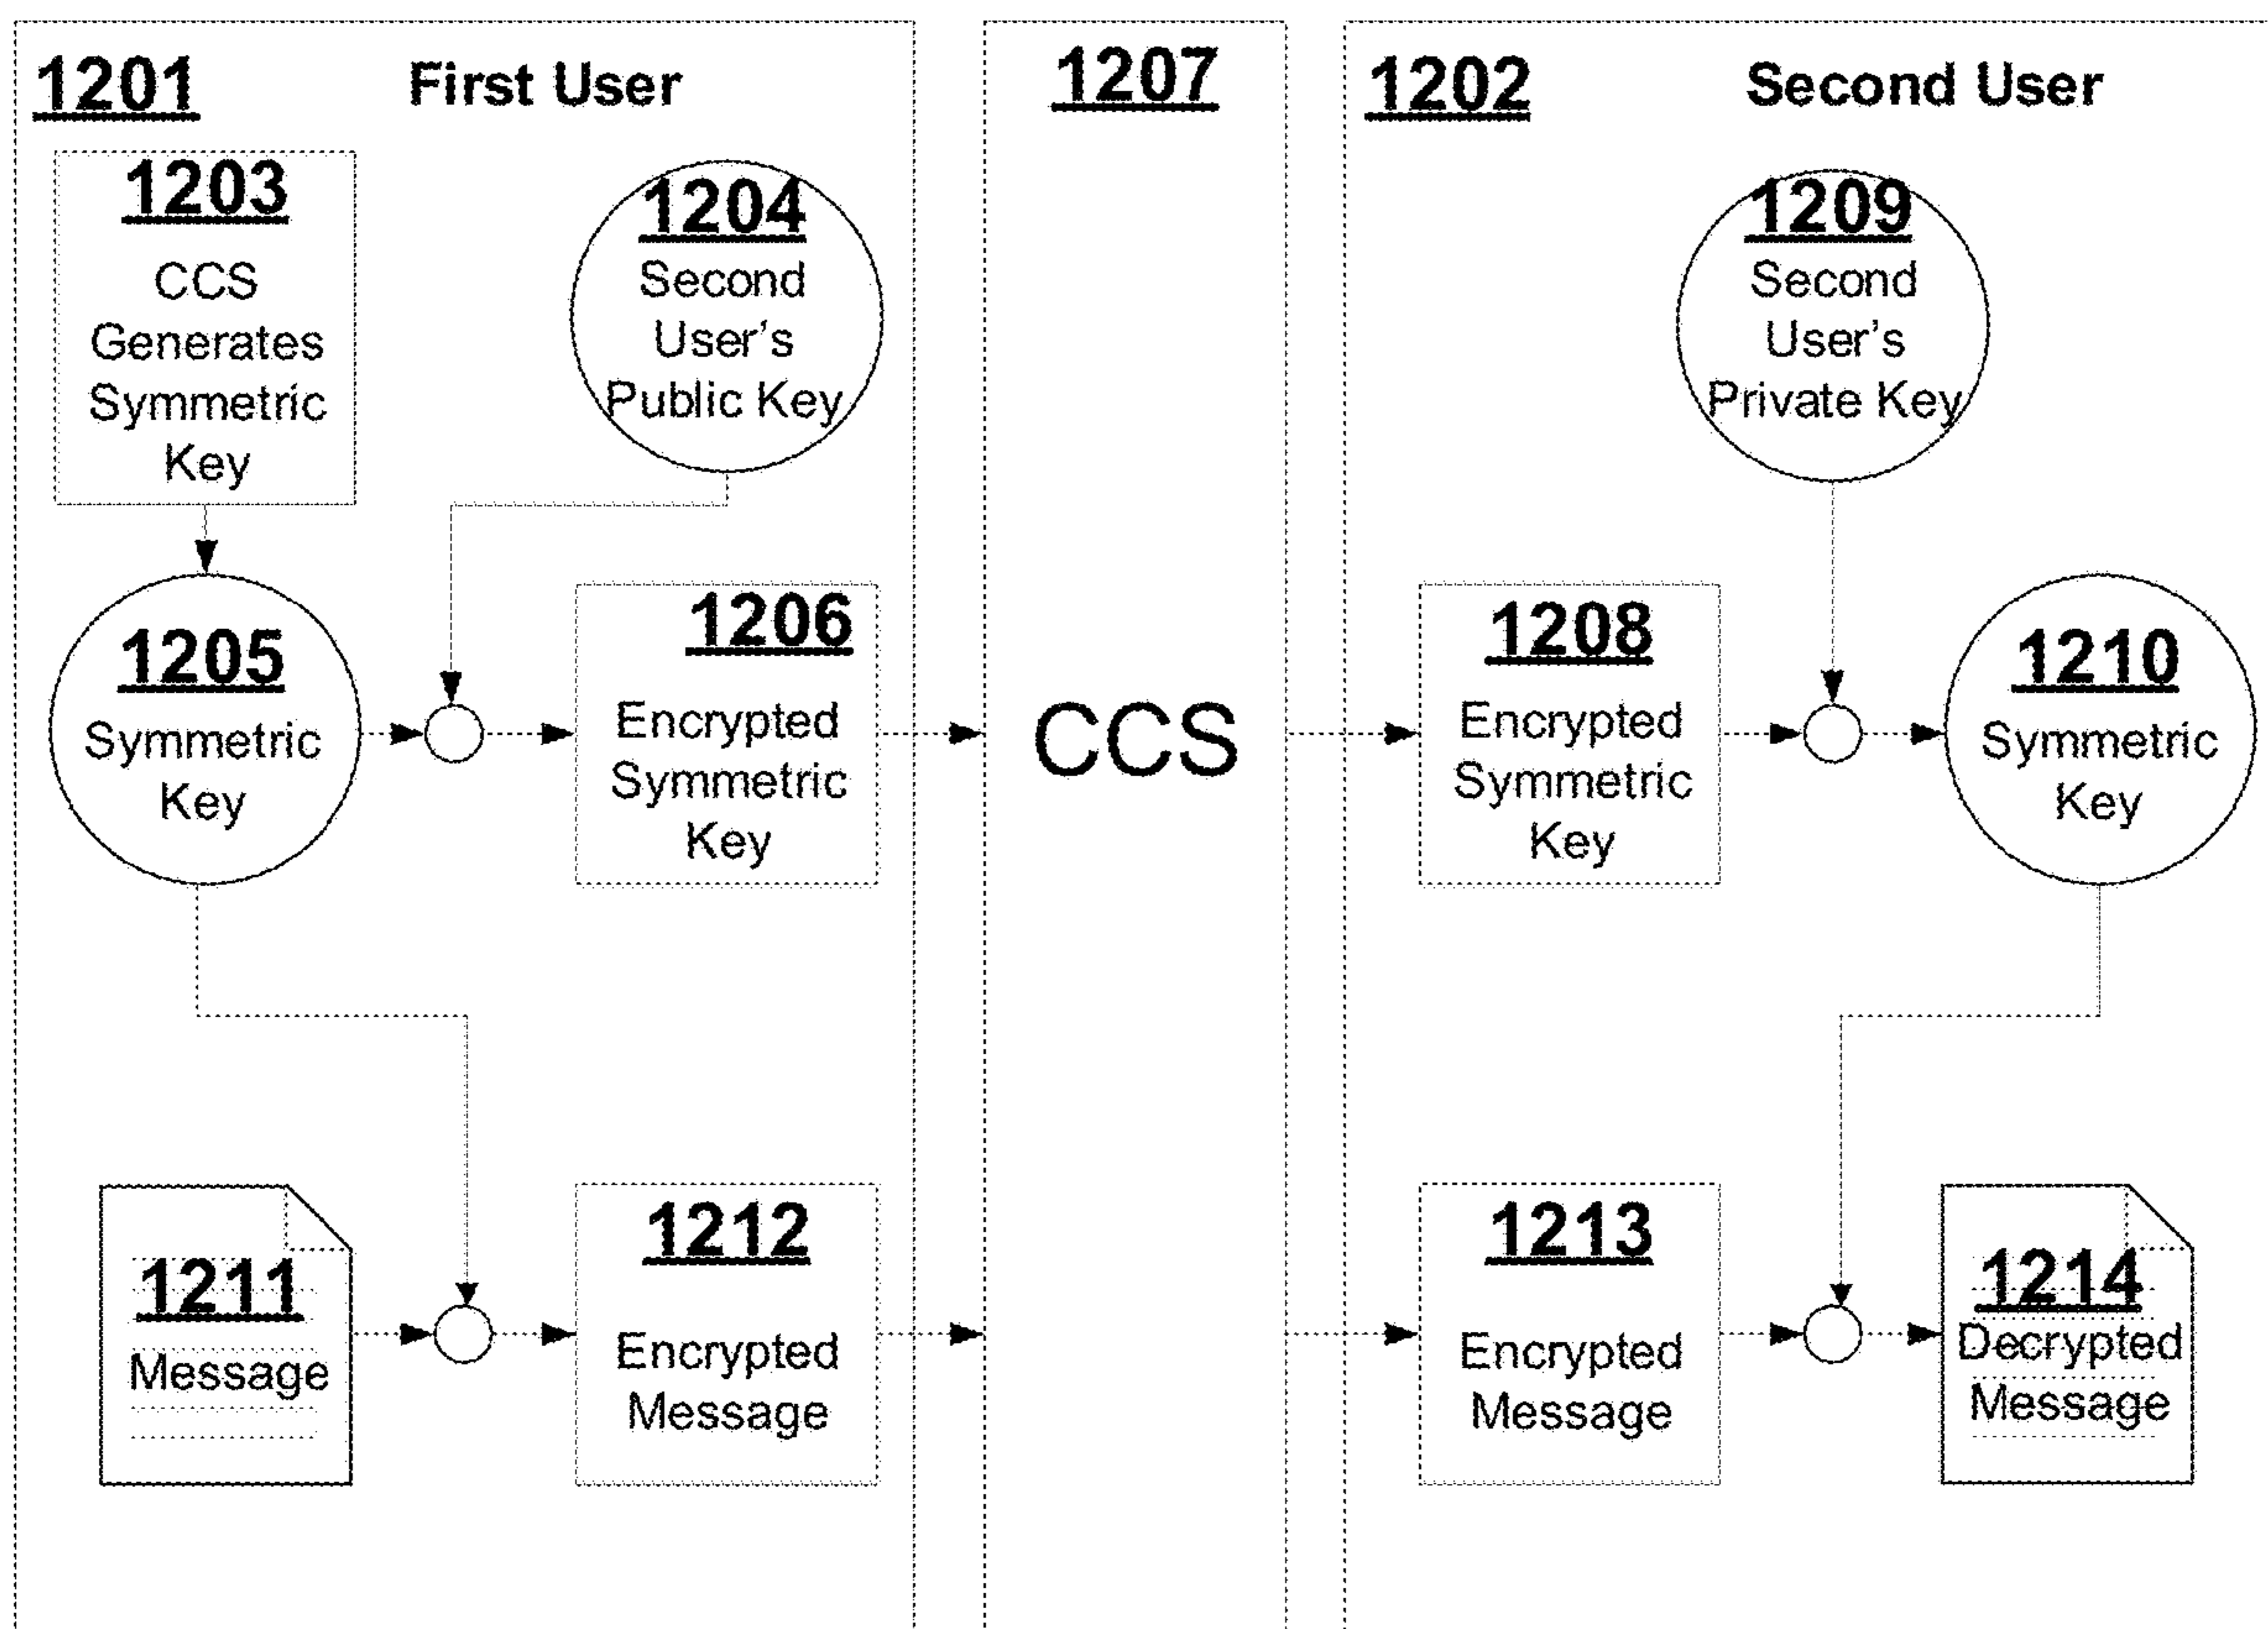 1201 First User
1203
CCS
Generates
Symmetric
Key
1204
Second
User's
Public Key
1205
Symmetric
Key
1206
Encrypted
Symmetric
Key
1211
Message
1212
Encrypted
Message
1207
CCS
1202 Second User
1209
Second
User's
Private Key
1208
Encrypted
Symmetric
Key
1210
Symmetric
Key
1213
Encrypted
Message
1214
Decrypted
Message